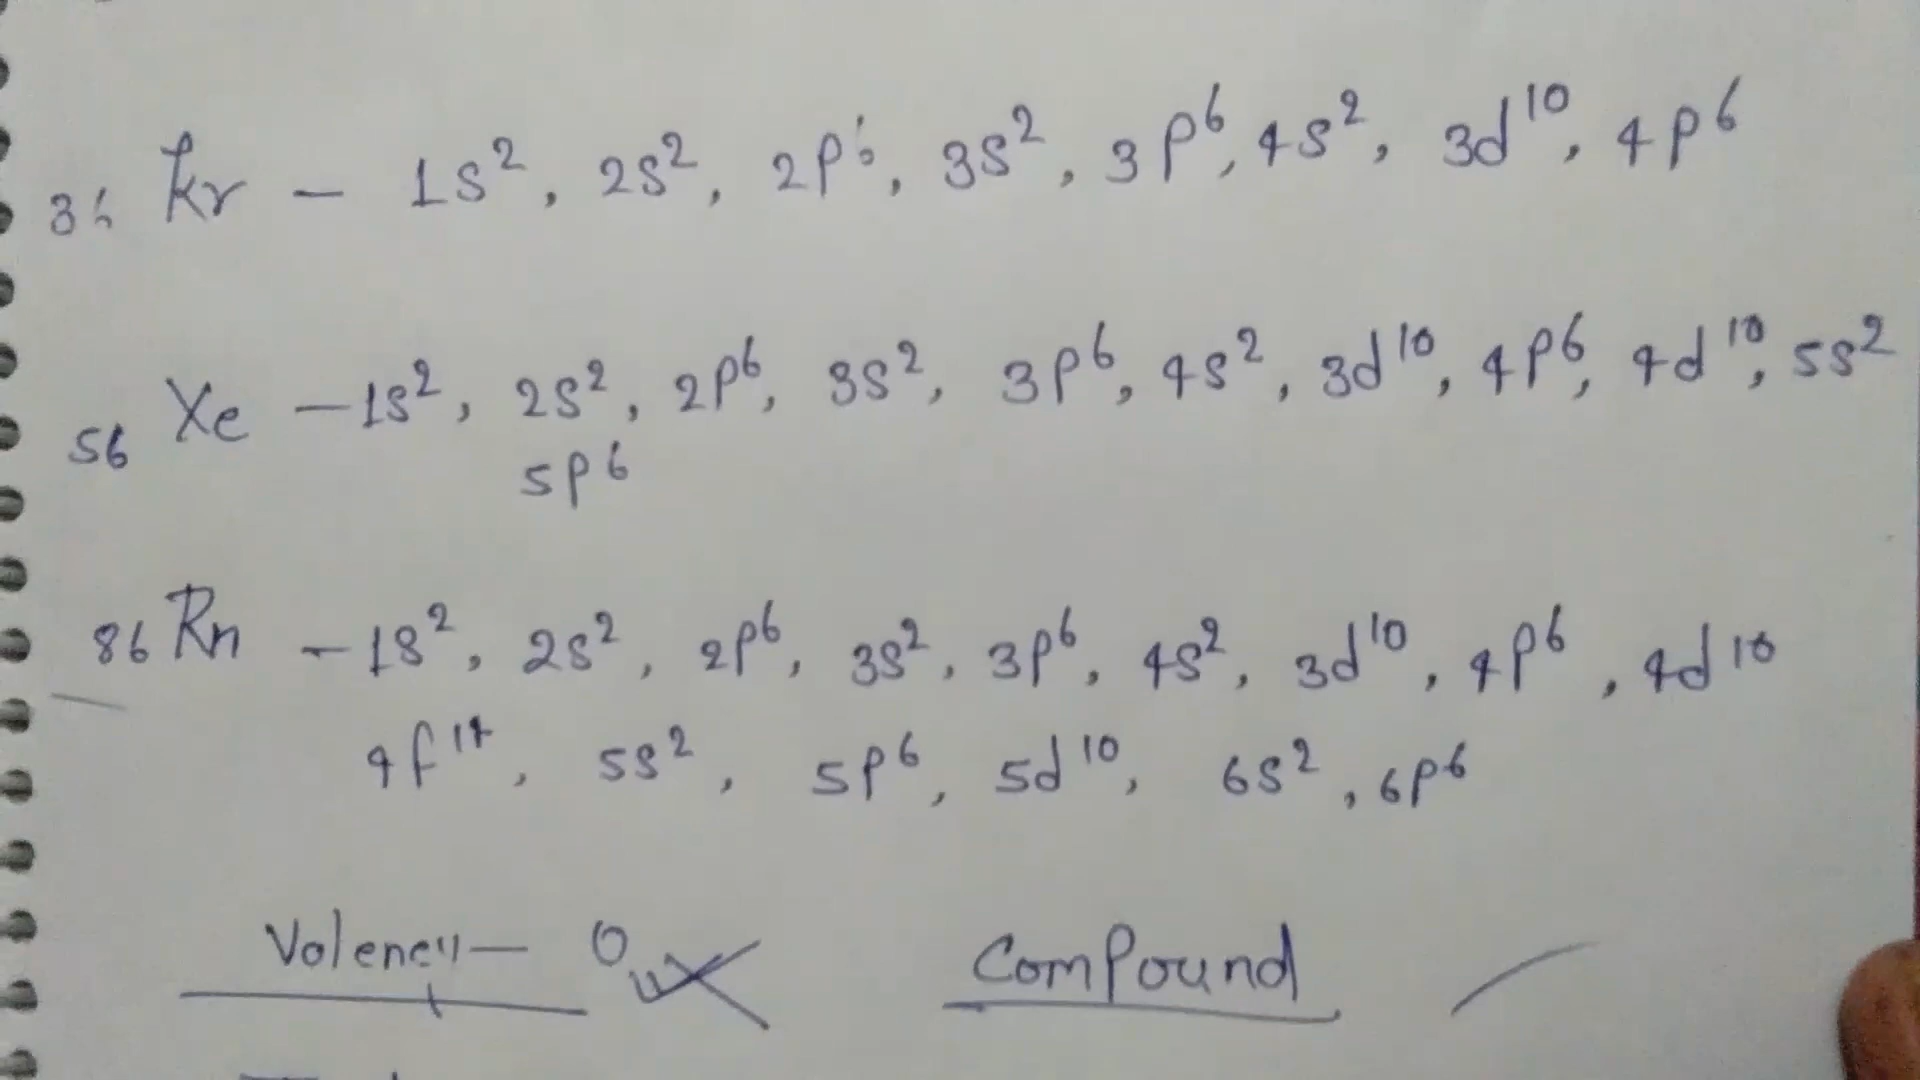 36 Kr – 1s², 2s², 2p⁶, 3s², 3p⁶, 4s², 3d¹⁰, 4p⁶
56 Xe – 1s², 2s², 2p⁶, 3s², 3p⁶, 4s², 3d¹⁰, 4p⁶, 4d¹⁰, 5s²
5p⁶
86 Rn – 1s², 2s², 2p⁶, 3s², 3p⁶, 4s², 3d¹⁰, 4p⁶, 4d¹⁰
4f¹⁴, 5s², 5p⁶, 5d¹⁰, 6s², 6p⁶
Volency – 0 Compound